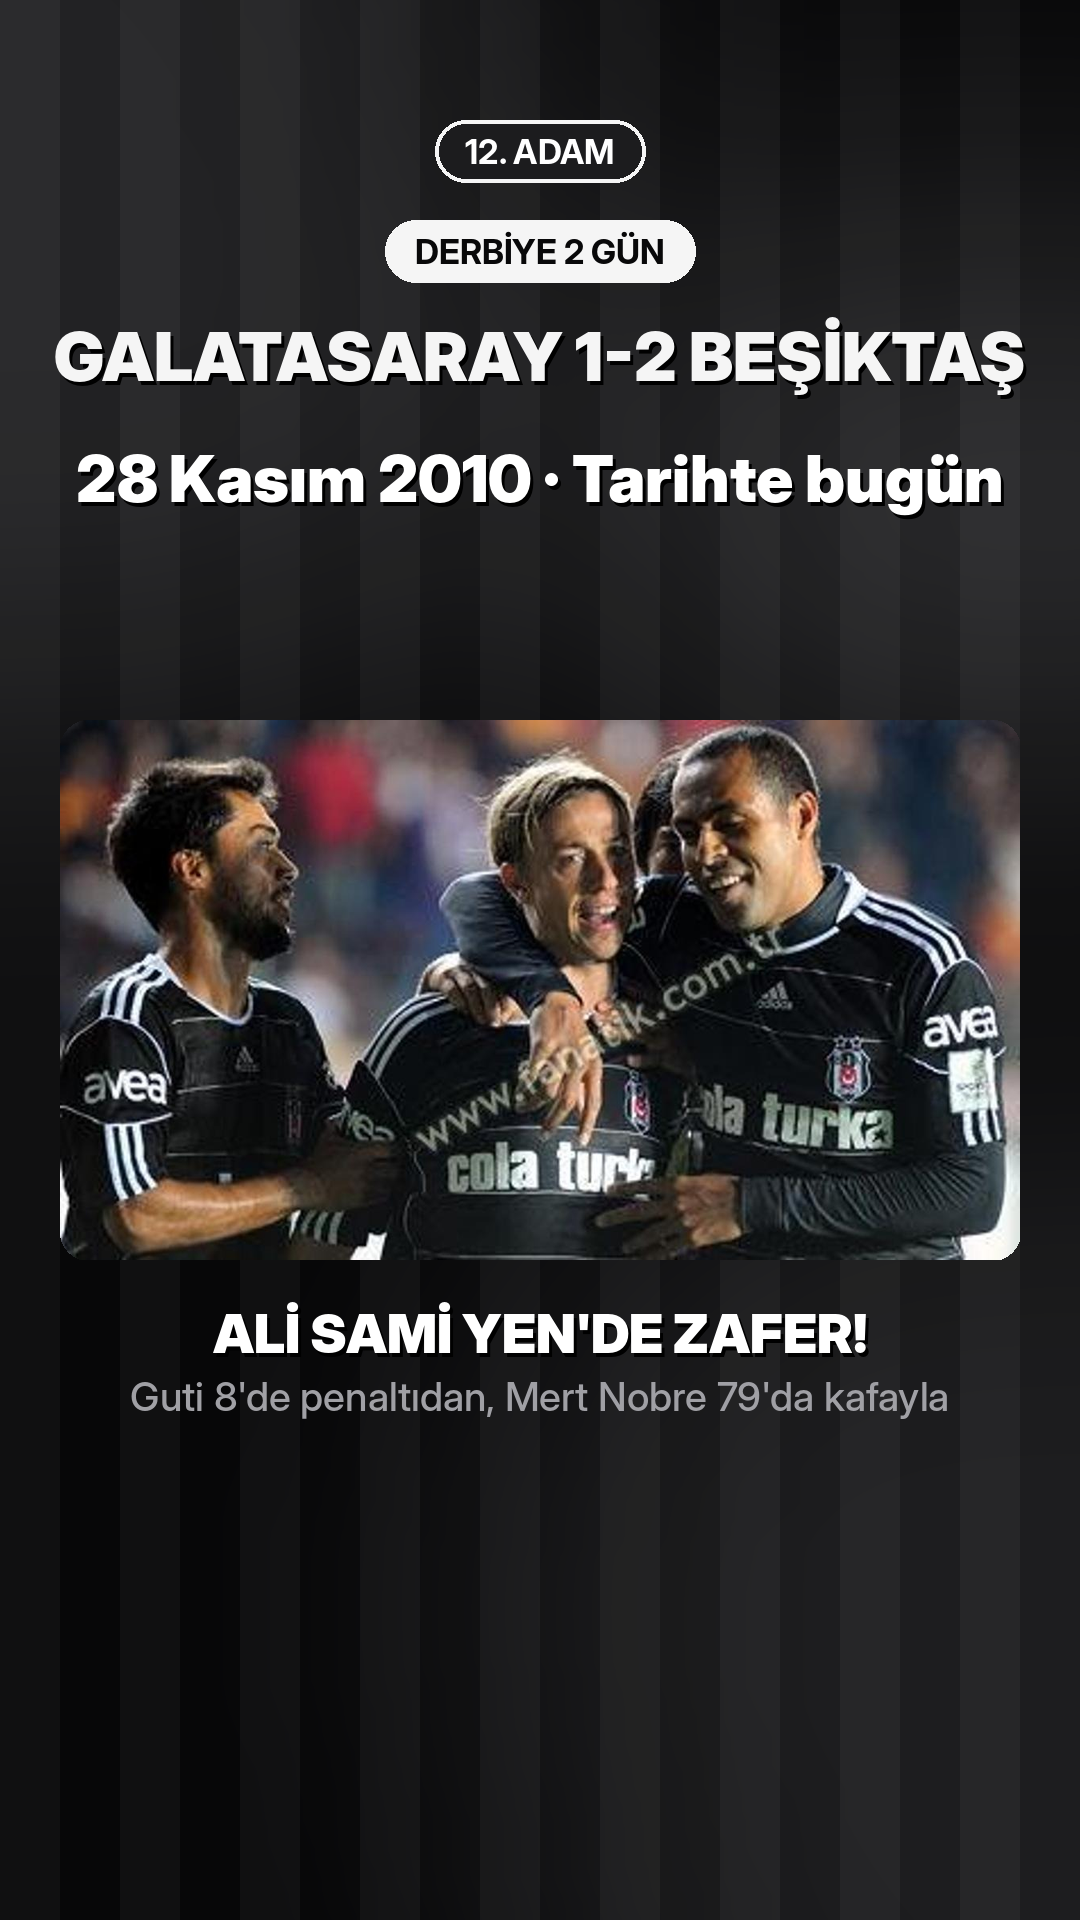 12. ADAM
DERBİYE 2 GÜN
GALATASARAY 1-2 BEŞİKTAŞ
28 Kasım 2010 · Tarihte bugün
www.fanatik.com.tr
adidas
avea
avea
cola turka
cola turka
ALİ SAMİ YEN'DE ZAFER!
Guti 8'de penaltıdan, Mert Nobre 79'da kafayla